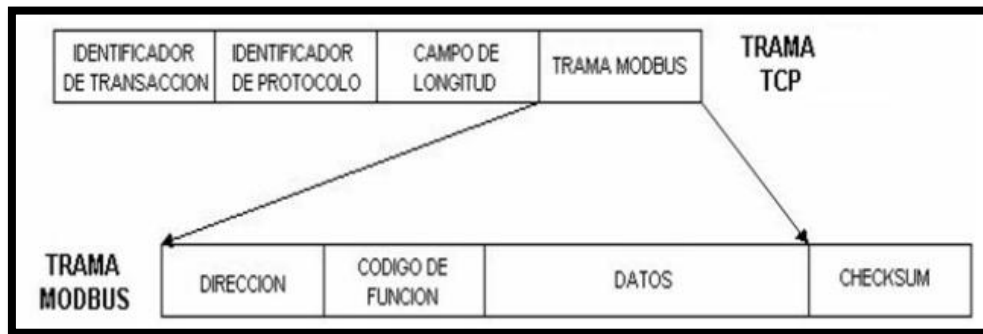 IDENTIFICADOR
DE TRANSACCION
IDENTIFICADOR
DE PROTOCOLO
CAMPO DE
LONGITUD
TRAMA MODBUS
TRAMA
TCP
TRAMA
MODBUS
DIRECCION
CODIGO DE
FUNCION
DATOS
CHECKSUM